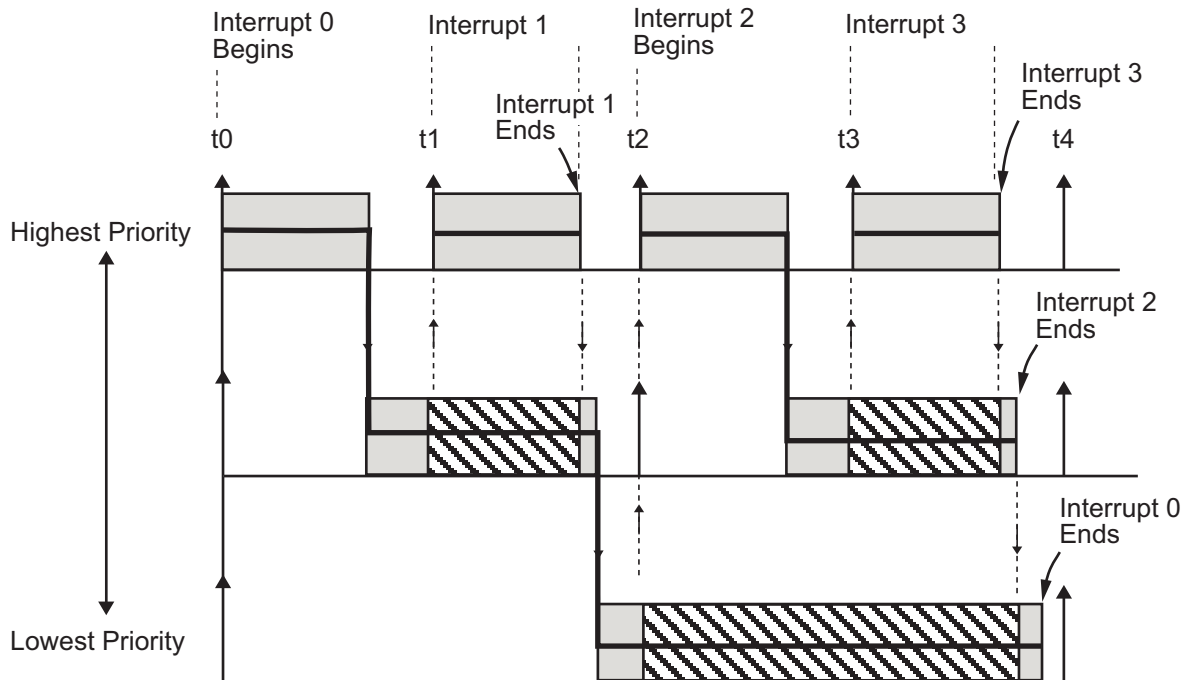 Interrupt 0
Begins
Interrupt 1
Interrupt 2
Begins
Interrupt 3
Interrupt 3
Ends
Interrupt 1
Ends
t0
t1
t2
t3
t4
Highest Priority
Interrupt 2
Ends
Interrupt 0
Ends
Lowest Priority